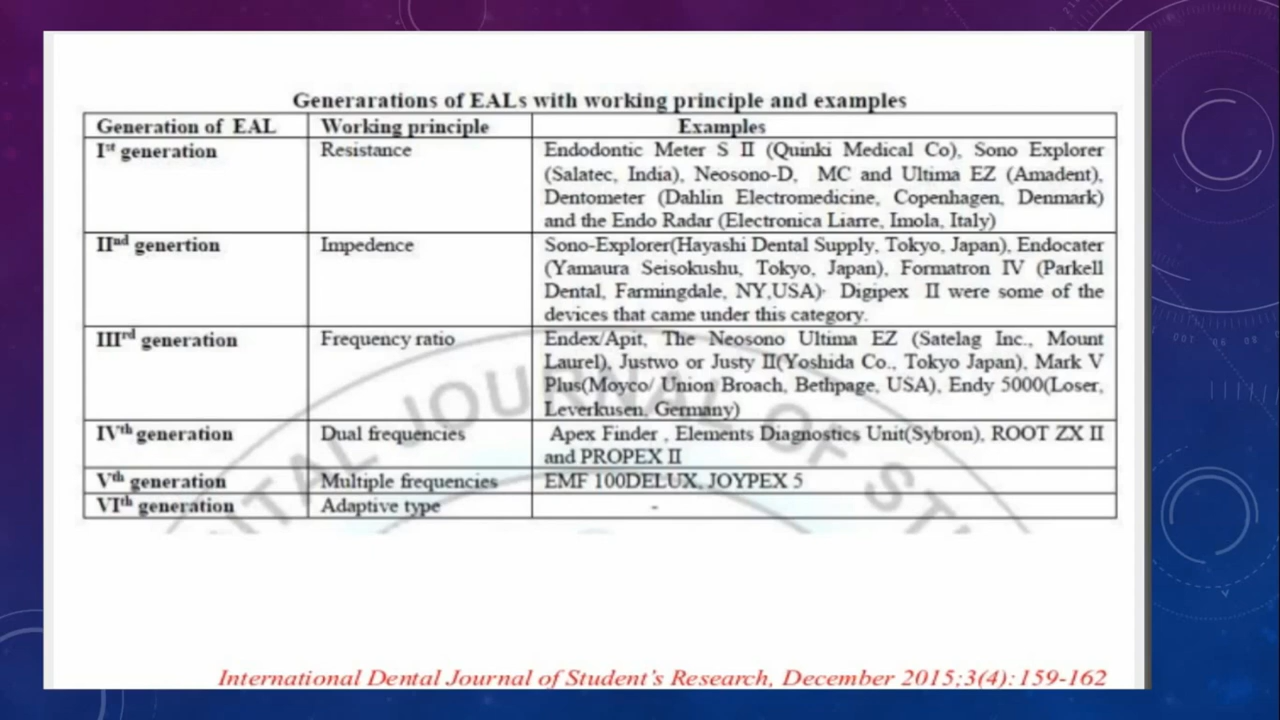 Generarations of EALs with working principle and examples
Generation of EAL Working principle Examples
Ist generation Resistance Endodontic Meter S II (Quinki Medical Co), Sono Explorer
(Salatec, India), Neosono-D, MC and Ultima EZ (Amadent),
Dentometer (Dahlin Electromedicine, Copenhagen, Denmark)
and the Endo Radar (Electronica Liarre, Imola, Italy)
IInd genertion Impedence Sono-Explorer(Hayashi Dental Supply, Tokyo, Japan), Endocater
(Yamaura Seisokushu, Tokyo, Japan), Formatron IV (Parkell
Dental, Farmingdale, NY,USA)· Digipex II were some of the
devices that came under this category.
IIIrd generation Frequency ratio Endex/Apit, The Neosono Ultima EZ (Satelag Inc., Mount
Laurel), Justwo or Justy II(Yoshida Co., Tokyo Japan), Mark V
Plus(Moyco/ Union Broach, Bethpage, USA), Endy 5000(Loser,
Leverkusen, Germany)
IVth generation Dual frequencies Apex Finder , Elements Diagnostics Unit(Sybron), ROOT ZX II
and PROPEX II
Vth generation Multiple frequencies EMF 100DELUX, JOYPEX 5
VIth generation Adaptive type -
JOURNAL OF
International Dental Journal of Student's Research, December 2015;3(4):159-162